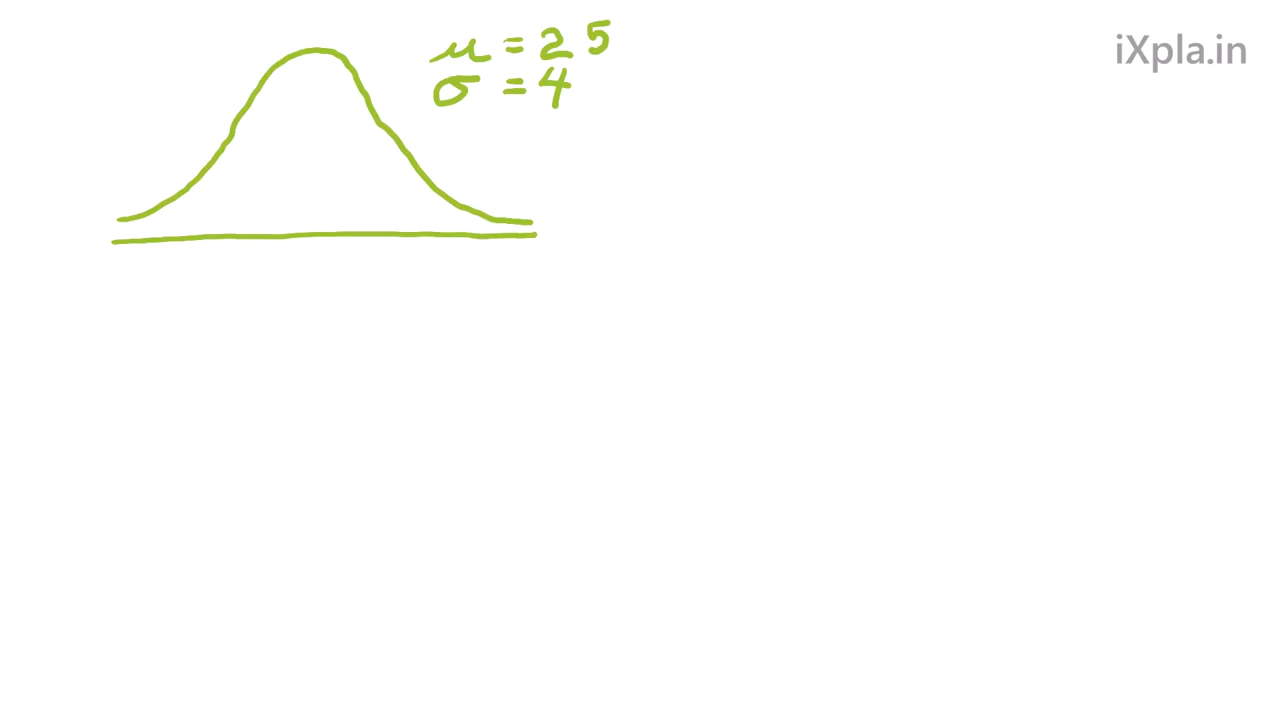 μ = 25
σ = 4
iXpla.in